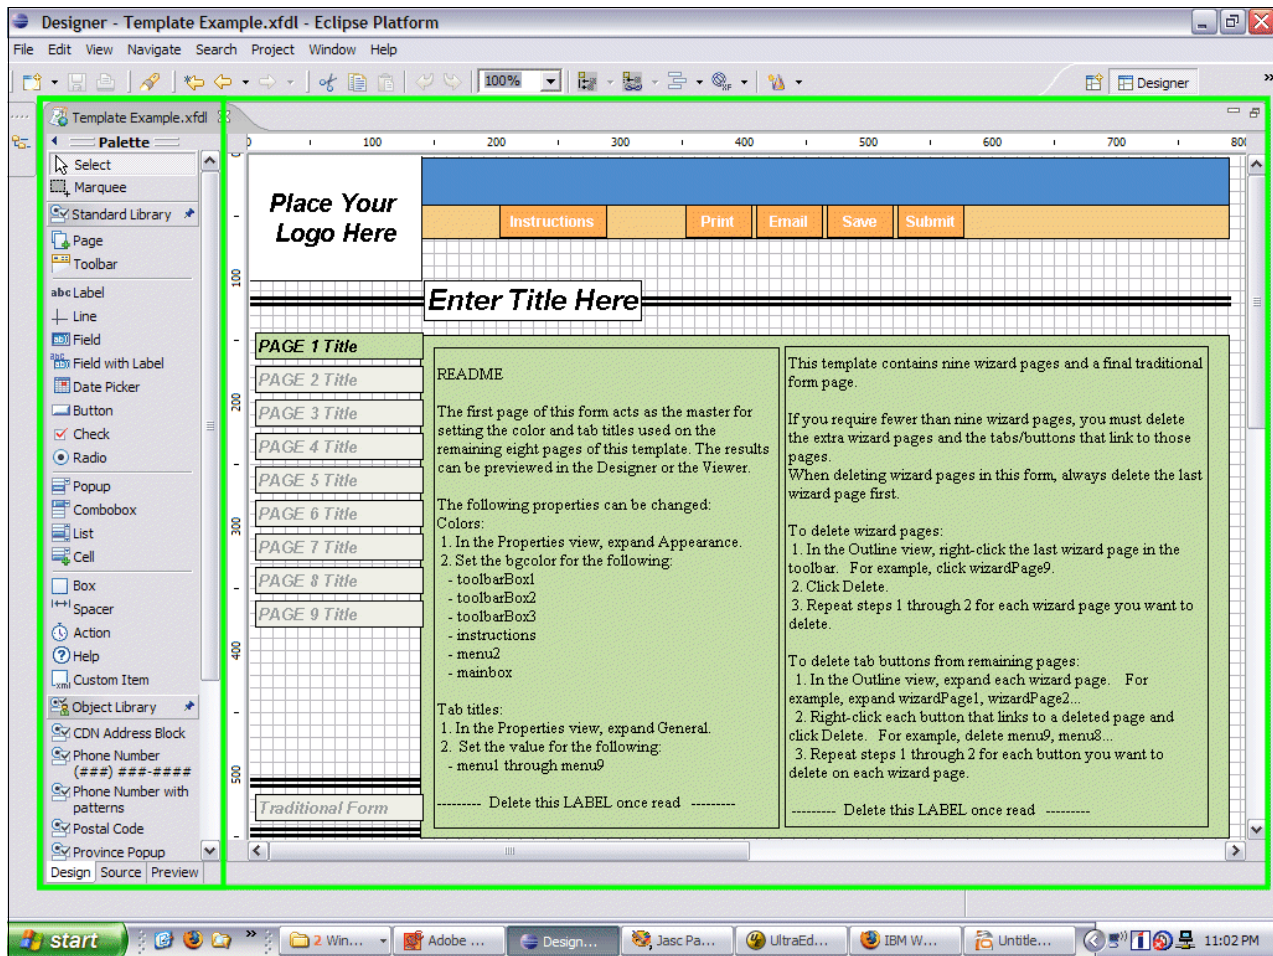 Designer - Template Example.xfdl - Eclipse Platform
File Edit View Navigate Search Project Window Help
100%
Designer
Template Example.xfdl
Palette
Select
Marquee
Standard Library
Page
Toolbar
abc Label
Line
Field
Field with Label
Date Picker
Button
Check
Radio
Popup
Combobox
List
Cell
Box
Spacer
Action
Help
Custom Item
Object Library
CDN Address Block
Phone Number
(###) ###-####
Phone Number with
patterns
Postal Code
Province Popup
Design Source Preview
0 100 200 300 400 500 600 700 800
0
100
200
300
400
500
Place Your
Logo Here
Instructions Print Email Save Submit
Enter Title Here
PAGE 1 Title
PAGE 2 Title
PAGE 3 Title
PAGE 4 Title
PAGE 5 Title
PAGE 6 Title
PAGE 7 Title
PAGE 8 Title
PAGE 9 Title
Traditional Form
README
The first page of this form acts as the master for
setting the color and tab titles used on the
remaining eight pages of this template. The results
can be previewed in the Designer or the Viewer.
The following properties can be changed:
Colors:
1. In the Properties view, expand Appearance.
2. Set the bgcolor for the following:
- toolbarBox1
- toolbarBox2
- toolbarBox3
- instructions
- menu2
- mainbox
Tab titles:
1. In the Properties view, expand General.
2. Set the value for the following:
- menu1 through menu9
--------- Delete this LABEL once read ---------
This template contains nine wizard pages and a final traditional
form page.
If you require fewer than nine wizard pages, you must delete
the extra wizard pages and the tabs/buttons that link to those
pages.
When deleting wizard pages in this form, always delete the last
wizard page first.
To delete wizard pages:
1. In the Outline view, right-click the last wizard page in the
toolbar. For example, click wizardPage9.
2. Click Delete.
3. Repeat steps 1 through 2 for each wizard page you want to
delete.
To delete tab buttons from remaining pages:
1. In the Outline view, expand each wizard page. For
example, expand wizardPage1, wizardPage2...
2. Right-click each button that links to a deleted page and
click Delete. For example, delete menu9, menu8...
3. Repeat steps 1 through 2 for each button you want to
delete on each wizard page.
--------- Delete this LABEL once read ---------
start 2 Win... Adobe ... Design... Jasc Pa... UltraEd... IBM W... Untitle... 11:02 PM